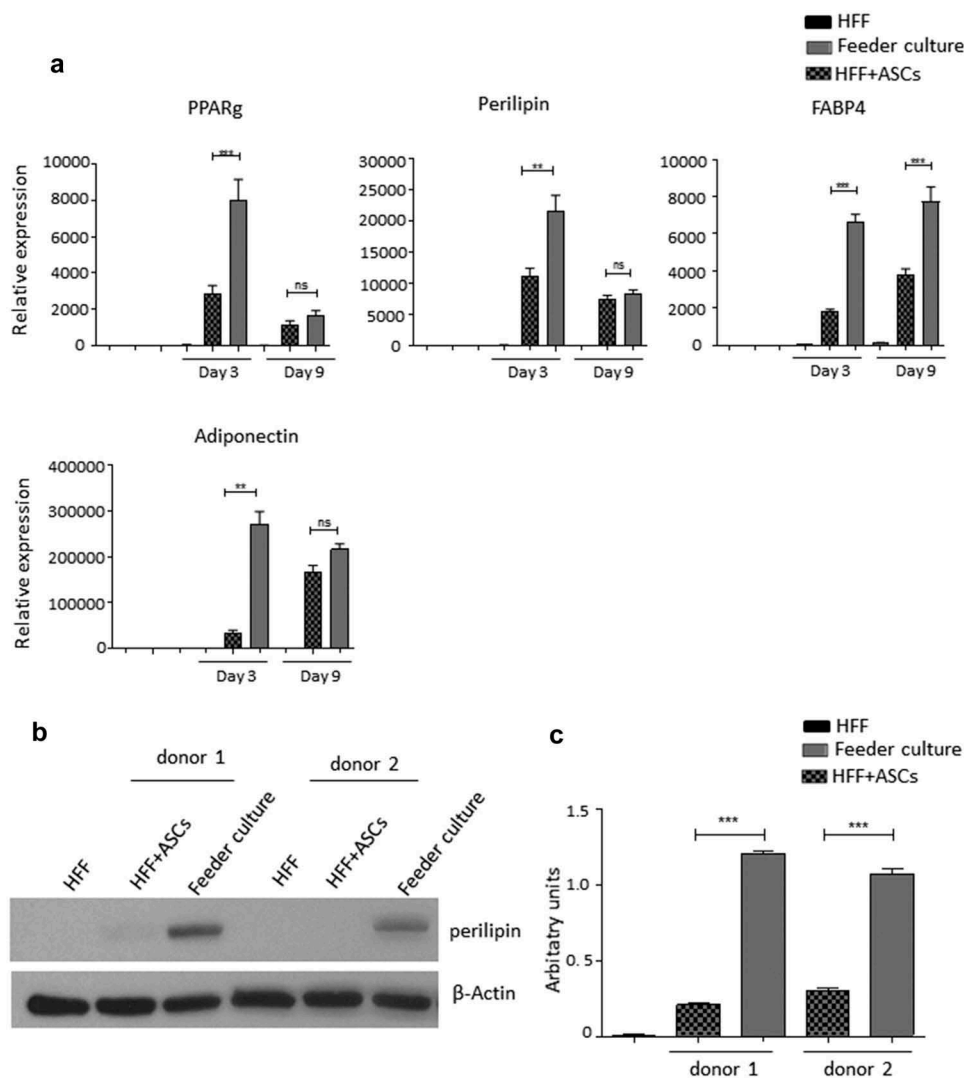 HFF
Feeder culture
HFF+ASCs
a
PPARg
Perilipin
FABP4
Relative expression
10000
8000
6000
4000
2000
0
***
ns
Day 3
Day 9
30000
25000
20000
15000
10000
50000
0
**
ns
Day 3
Day 9
10000
8000
6000
4000
2000
0
***
***
Day 3
Day 9
Adiponectin
Relative expression
400000
300000
200000
100000
0
**
ns
Day 3
Day 9
b
donor 1
donor 2
HFF
HFF+ASCs
Feeder culture
HFF
HFF+ASCs
Feeder culture
perilipin
β-Actin
c
HFF
Feeder culture
HFF+ASCs
Arbitatry units
1.5
1.0
0.5
0
***
***
donor 1
donor 2